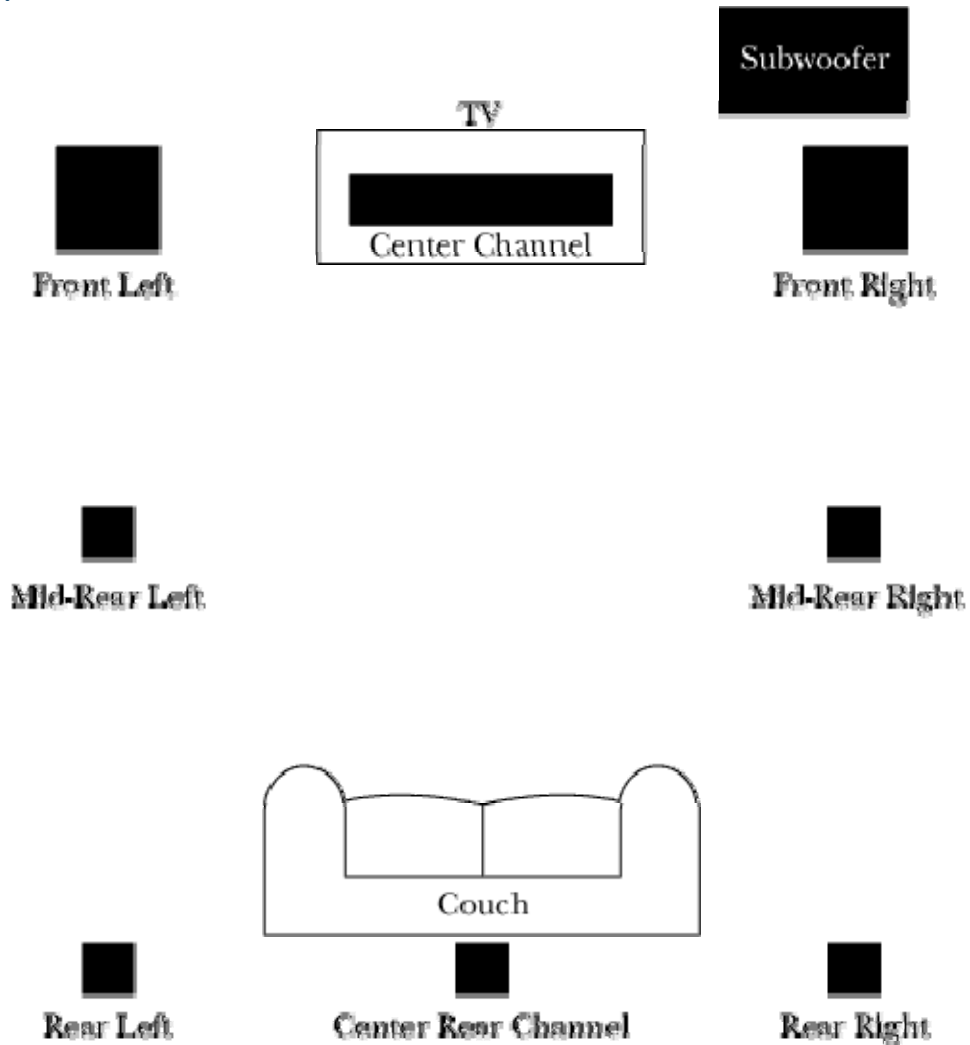 Subwoofer
TV
Center Channel
Front Left
Front Right
Mid-Rear Left
Mid-Rear Right
Couch
Rear Left
Center Rear Channel
Rear Right